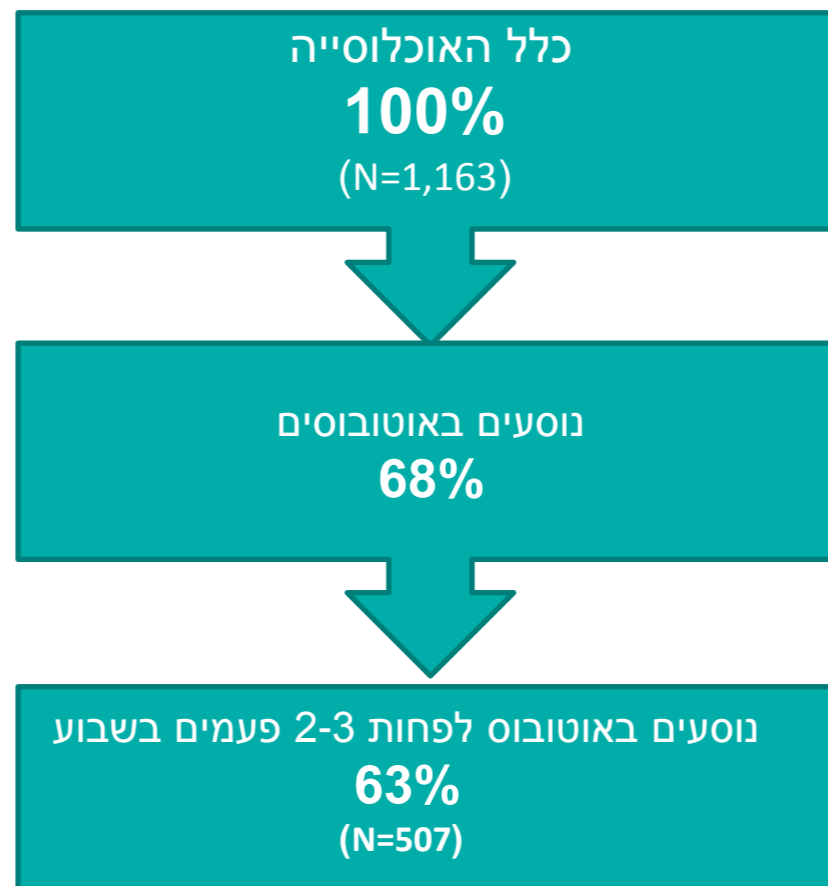 כלל האוכלוסייה
100%
(N=1,163)
נוסעים באוטובוסים
68%
נוסעים באוטובוס לפחות 2-3 פעמים בשבוע
63%
(N=507)